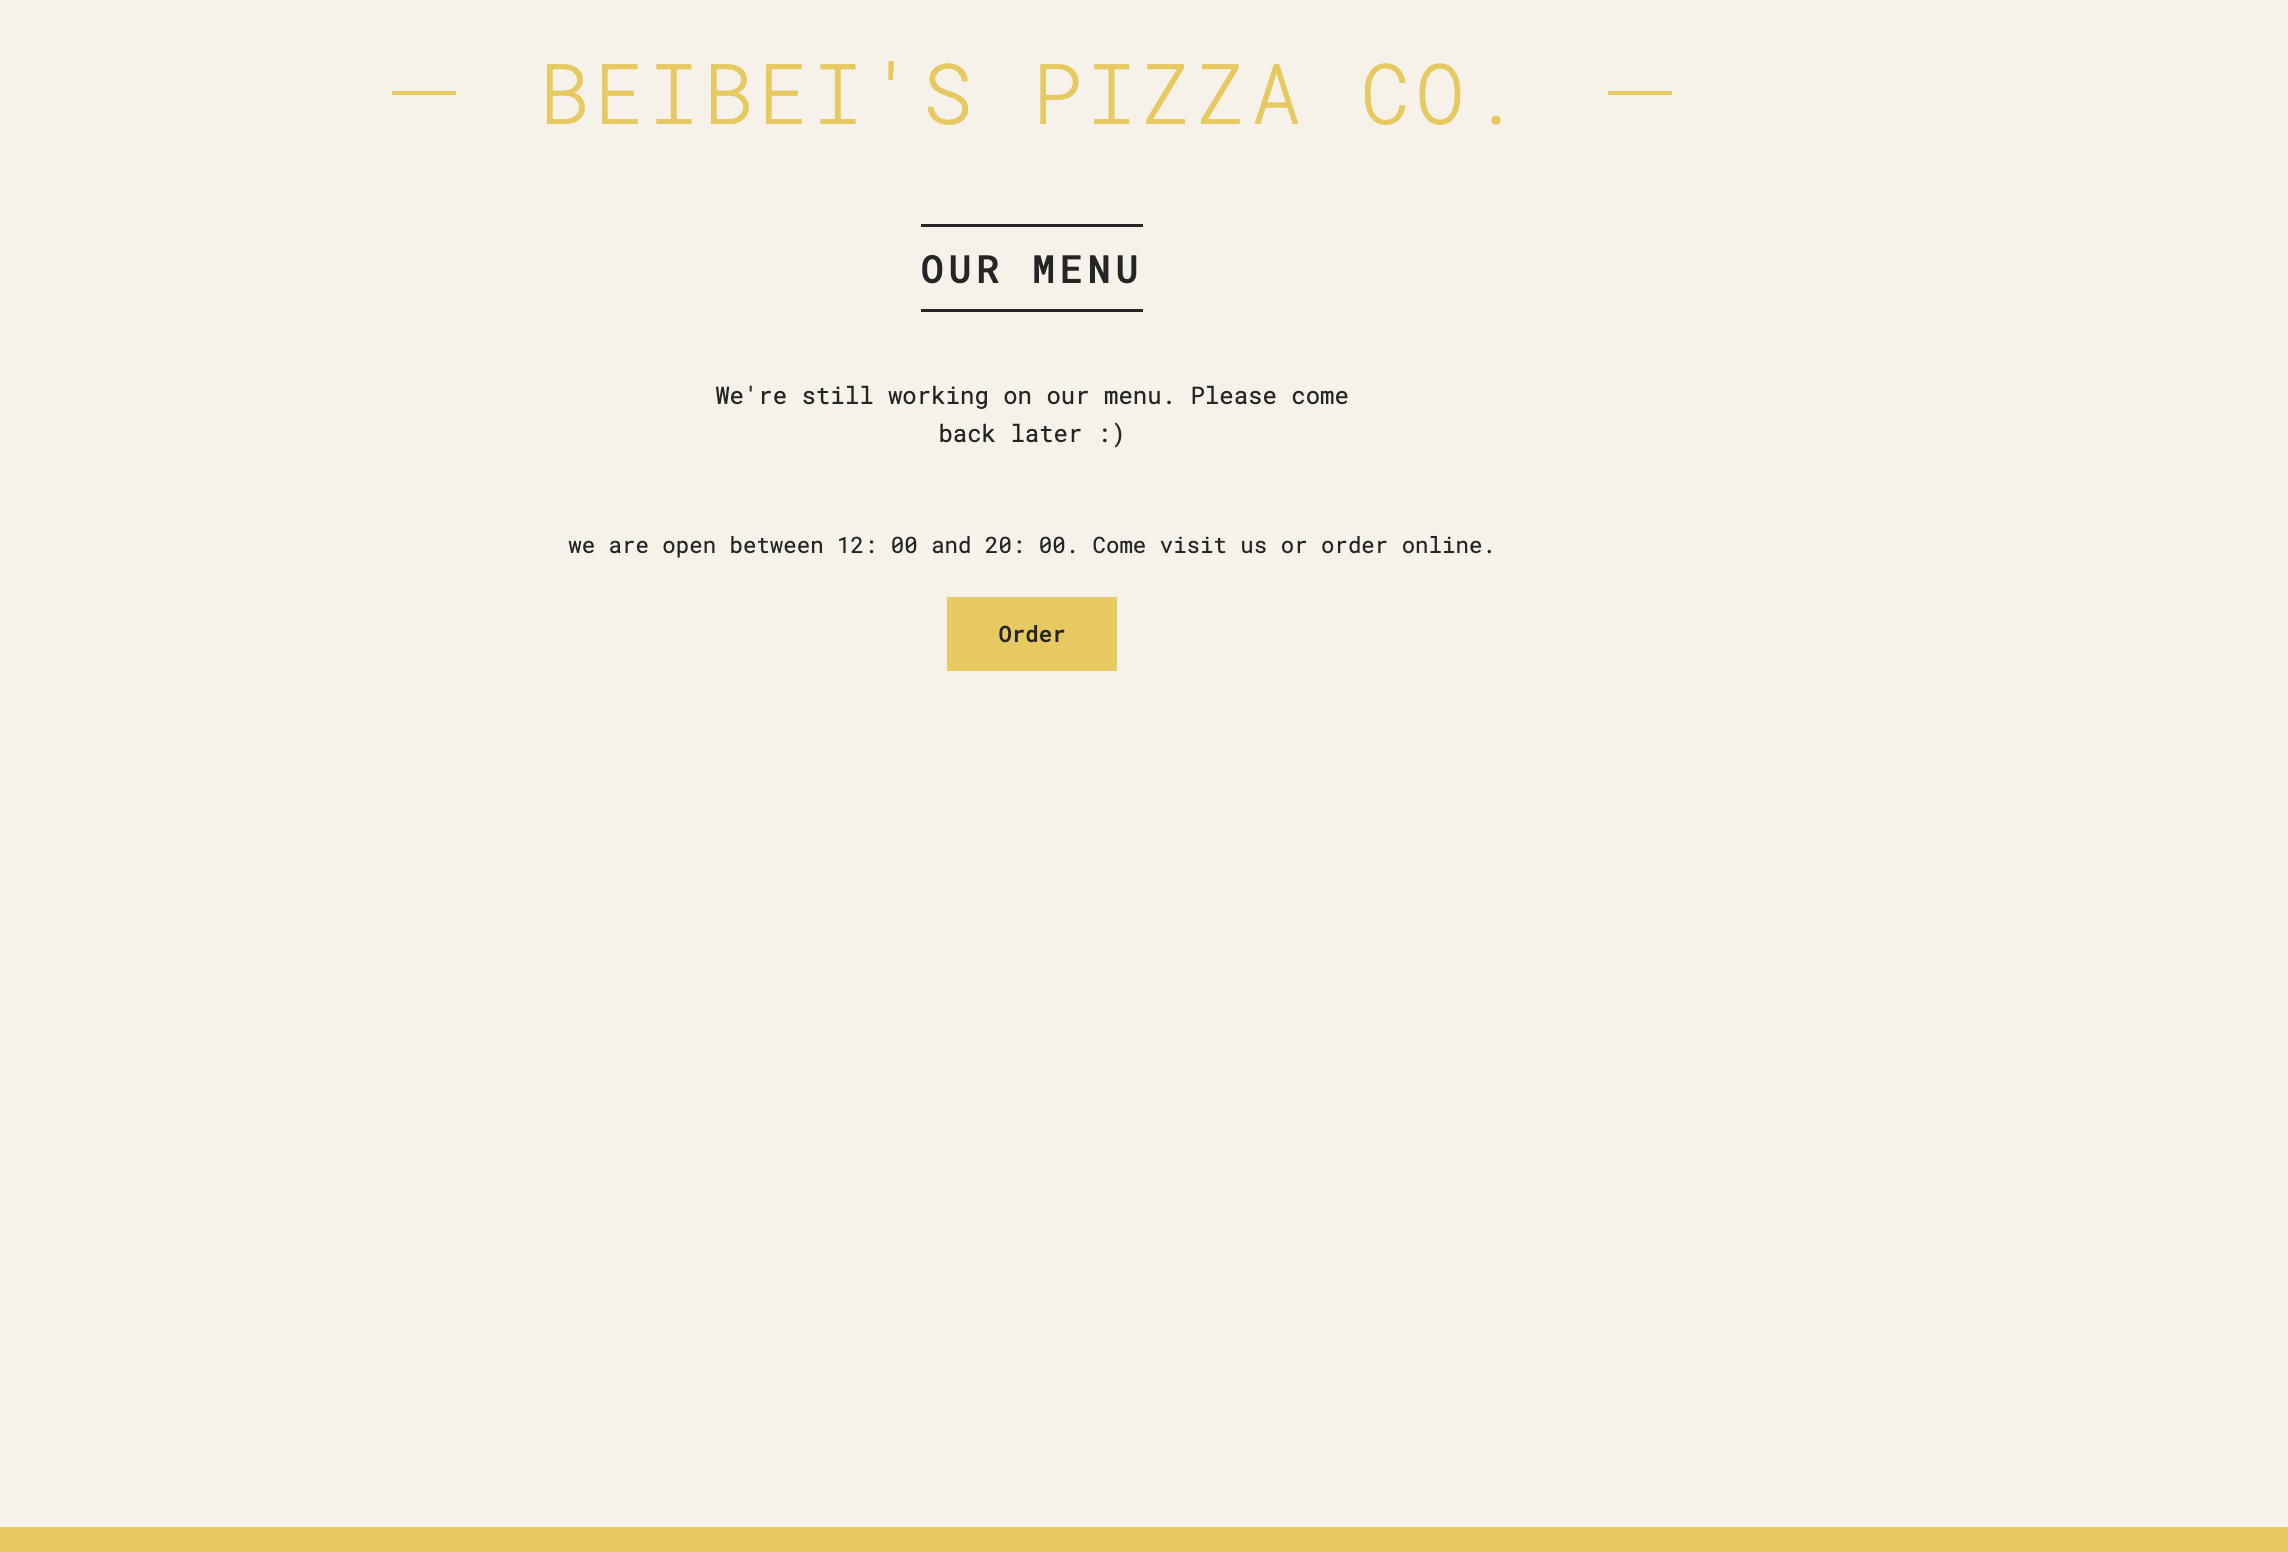 BEIBEI'S PIZZA CO.
OUR MENU
We're still working on our menu. Please come
back later :)
we are open between 12: 00 and 20: 00. Come visit us or order online.
Order